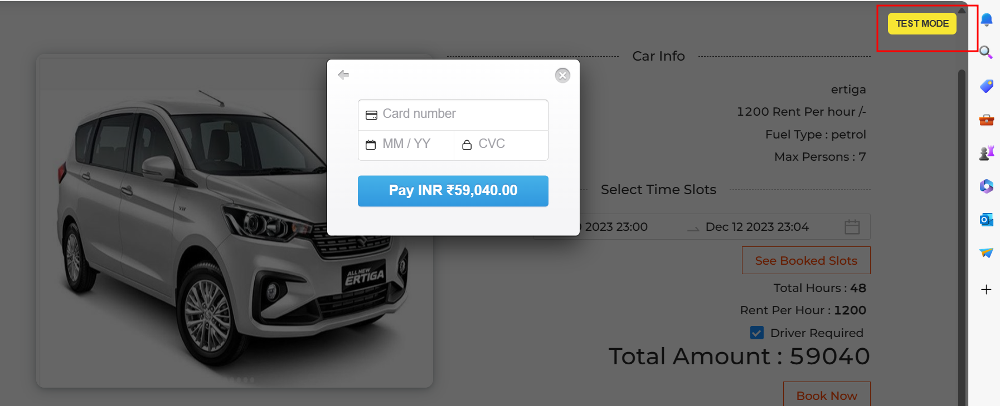 TEST MODE
Car Info
ertiga
1200 Rent Per hour /-
Fuel Type : petrol
Max Persons : 7
Card number
MM / YY
CVC
Pay INR ₹59,040.00
Select Time Slots
2023 23:00
Dec 12 2023 23:04
See Booked Slots
Total Hours : 48
Rent Per Hour : 1200
Driver Required
Total Amount : 59040
Book Now
ALL NEW
ERTIGA